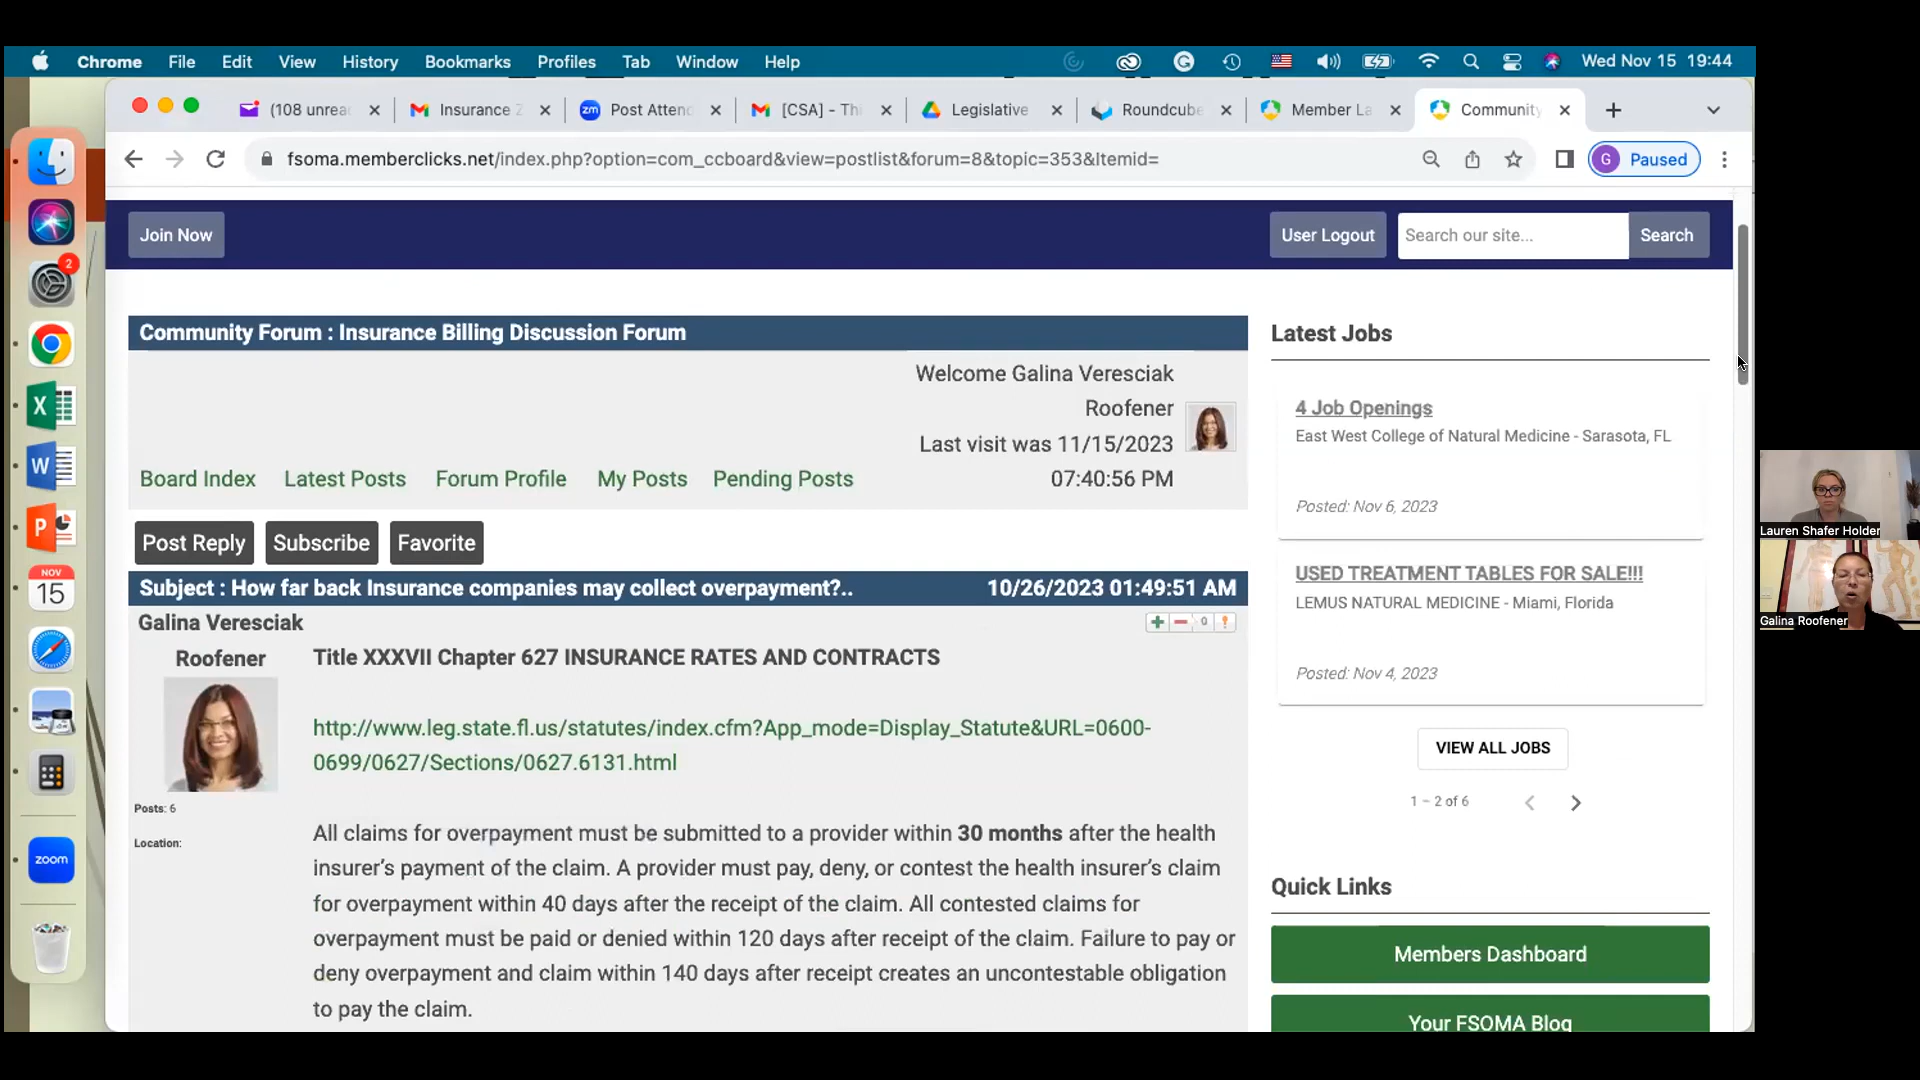 Chrome File Edit View History Bookmarks Profiles Tab Window Help Wed Nov 15 19:44
(108 unrea Insurance Z Post Attend [CSA] - Thi Legislative Roundcube Member La Community
fsoma.memberclicks.net/index.php?option=com_ccboard&view=postlist&forum=8&topic=353&Itemid=
G Paused
Join Now User Logout Search our site... Search
Community Forum : Insurance Billing Discussion Forum
Welcome Galina Veresciak
Roofener
Last visit was 11/15/2023
07:40:56 PM
Board Index Latest Posts Forum Profile My Posts Pending Posts
Post Reply Subscribe Favorite
Subject : How far back Insurance companies may collect overpayment?.. 10/26/2023 01:49:51 AM
Galina Veresciak
Roofener
0
Posts: 6
Location:
Title XXXVII Chapter 627 INSURANCE RATES AND CONTRACTS
http://www.leg.state.fl.us/statutes/index.cfm?App_mode=Display_Statute&URL=0600-
0699/0627/Sections/0627.6131.html
All claims for overpayment must be submitted to a provider within 30 months after the health
insurer’s payment of the claim. A provider must pay, deny, or contest the health insurer’s claim
for overpayment within 40 days after the receipt of the claim. All contested claims for
overpayment must be paid or denied within 120 days after receipt of the claim. Failure to pay or
deny overpayment and claim within 140 days after receipt creates an uncontestable obligation
to pay the claim.
Latest Jobs
4 Job Openings
East West College of Natural Medicine - Sarasota, FL
Posted: Nov 6, 2023
USED TREATMENT TABLES FOR SALE!!!
LEMUS NATURAL MEDICINE - Miami, Florida
Posted: Nov 4, 2023
VIEW ALL JOBS
1 – 2 of 6
Quick Links
Members Dashboard
Your FSOMA Blog
2
X
W
P
NOV
15
zoom
zm
Lauren Shafer Holder
Galina Roofener